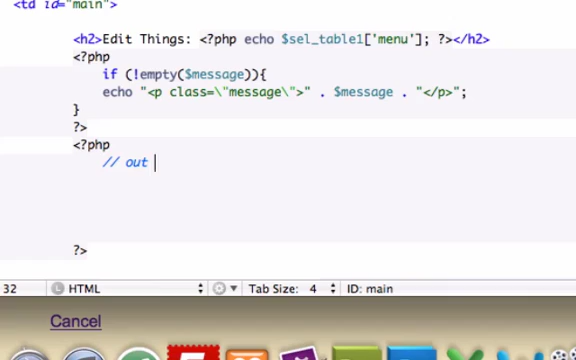 <td id="main">
<h2>Edit Things: <?php echo $sel_table1['menu']; ?></h2>
<?php
if (!empty($message)){
echo "<p class=\"message\">" . $message . "</p>";
}
?>
<?php
// out
?>
32 HTML Tab Size: 4 ID: main
Cancel